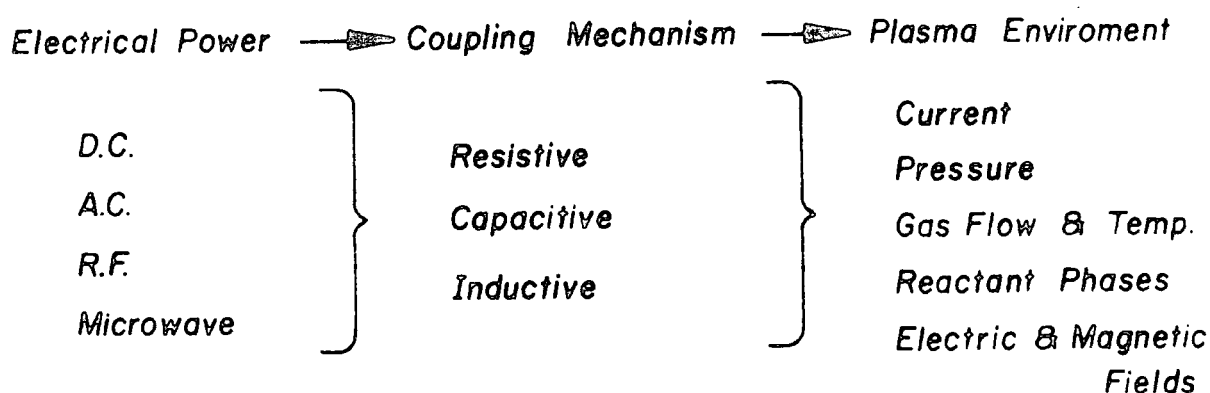 Electrical Power Coupling Mechanism Plasma Enviroment
D.C.
A.C.
R.F.
Microwave
Resistive
Capacitive
Inductive
Current
Pressure
Gas Flow & Temp.
Reactant Phases
Electric & Magnetic
Fields